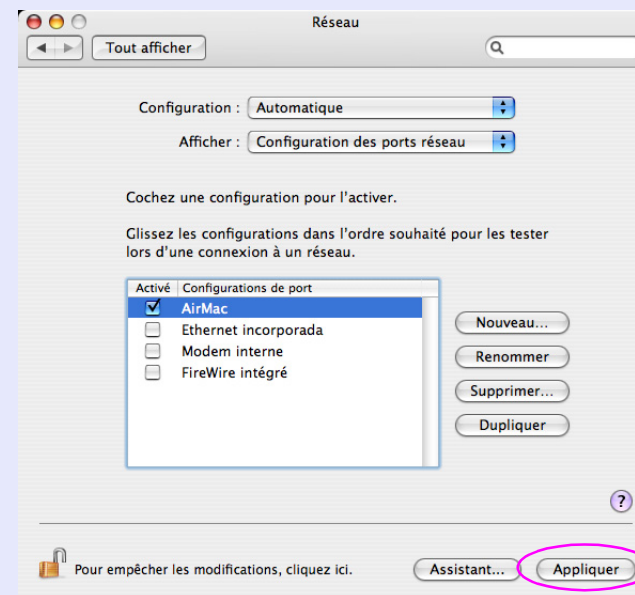 Réseau
Tout afficher
Configuration : Automatique
Afficher : Configuration des ports réseau
Cochez une configuration pour l'activer.
Glissez les configurations dans l'ordre souhaité pour les tester
lors d'une connexion à un réseau.
Activé Configurations de port
AirMac
Ethernet incorporada
Modem interne
FireWire intégré
Nouveau...
Renommer
Supprimer...
Dupliquer
?
Pour empêcher les modifications, cliquez ici.
Assistant...
Appliquer